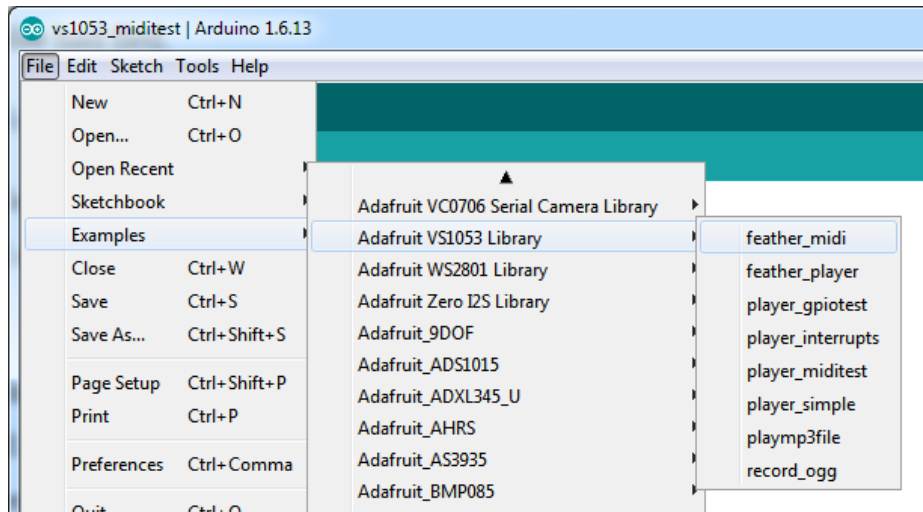 vs1053_miditest | Arduino 1.6.13
File Edit Sketch Tools Help
New Ctrl+N
Open... Ctrl+O
Open Recent
Sketchbook
Examples
Close Ctrl+W
Save Ctrl+S
Save As... Ctrl+Shift+S
Page Setup Ctrl+Shift+P
Print Ctrl+P
Preferences Ctrl+Comma
Quit Ctrl+Q
Adafruit VC0706 Serial Camera Library
Adafruit VS1053 Library
Adafruit WS2801 Library
Adafruit Zero I2S Library
Adafruit_9DOF
Adafruit_ADS1015
Adafruit_ADXL345_U
Adafruit_AHRS
Adafruit_AS3935
Adafruit_BMP085
feather_midi
feather_player
player_gpiotest
player_interrupts
player_miditest
player_simple
playmp3file
record_ogg